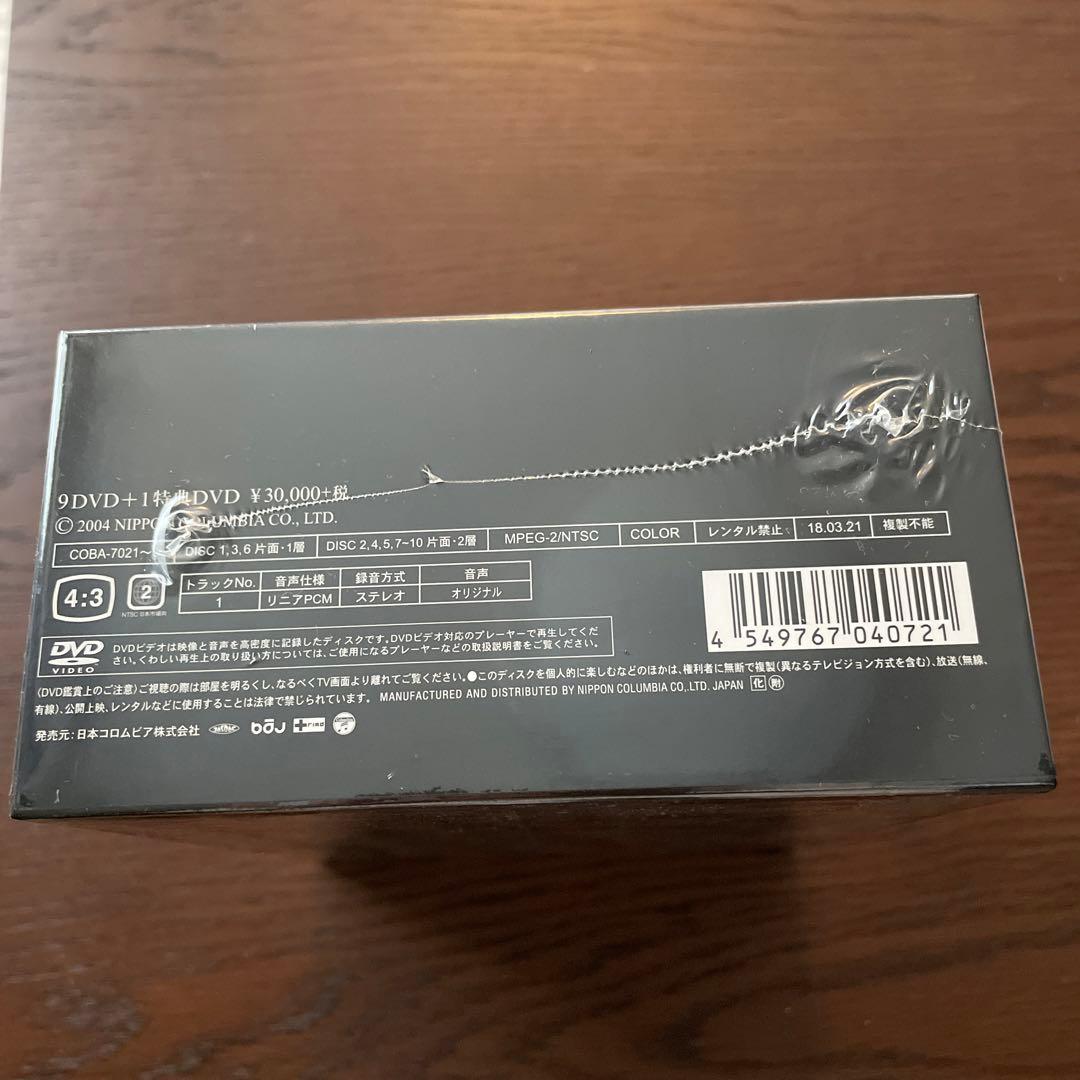 9DVD+1特典DVD ¥30,000+税
© 2004 NIPPON COLUMBIA CO., LTD.
COBA-7021~ DISC 1,3,6 片面・1層 DISC 2,4,5,7~10 片面・2層 MPEG-2/NTSC COLOR レンタル禁止 18.03.21 複製不能
4:3 2 NTSC 日本市場向
トラックNo. 音声仕様 録音方式 音声
1 リニアPCM ステレオ オリジナル
4 549767 040721
DVD VIDEO
DVDビデオは映像と音声を高密度に記録したディスクです。DVDビデオ対応のプレーヤーで再生してくだ
さい。くわしい再生上の取り扱い方については、ご使用になるプレーヤーなどの取扱説明書をご覧ください。
(DVD鑑賞上のご注意)ご視聴の際は部屋を明るくし、なるべくTV画面より離れてご覧ください。●このディスクを個人的に楽しむなどのほかは、権利者に無断で複製(異なるテレビジョン方式を含む)、放送(無線、
有線)、公開上映、レンタルなどに使用することは法律で禁じられています。 MANUFACTURED AND DISTRIBUTED BY NIPPON COLUMBIA CO., LTD. JAPAN
発売元:日本コロムビア株式会社 baj rimo